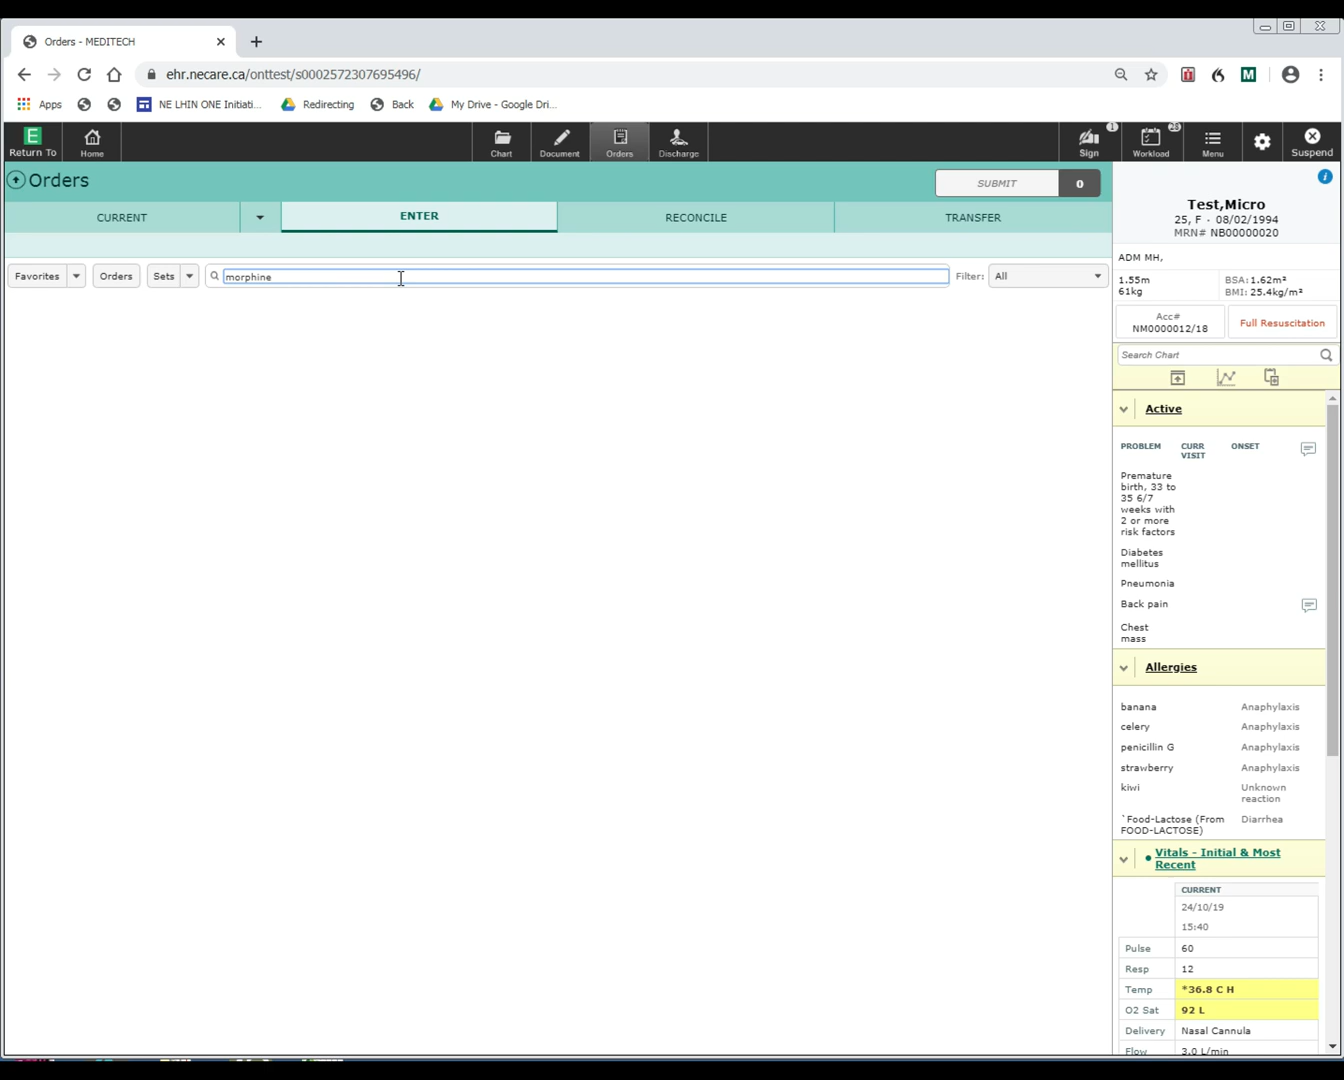 Orders - MEDITECH
ehr.necare.ca/onttest/s0002572307695496/
Apps NE LHIN ONE Initiati... Redirecting Back My Drive - Google Dri...
E
Return To Home Chart Document Orders Discharge Sign 1 Workload Menu Suspend
Orders SUBMIT 0
CURRENT ENTER RECONCILE TRANSFER
Favorites Orders Sets morphine Filter: All
Test,Micro
25, F - 08/02/1994
MRN# NB00000020
ADM MH,
1.55m BSA:1.62m²
61kg BMI: 25.4kg/m²
Acc#
NM0000012/18
Full Resuscitation
Search Chart
Active
PROBLEM CURR VISIT ONSET
Premature
birth, 33 to
35 6/7
weeks with
2 or more
risk factors
Diabetes
mellitus
Pneumonia
Back pain
Chest
mass
Allergies
banana Anaphylaxis
celery Anaphylaxis
penicillin G Anaphylaxis
strawberry Anaphylaxis
kiwi Unknown
reaction
`Food-Lactose (From Diarrhea
FOOD-LACTOSE)
Vitals - Initial & Most
Recent
CURRENT
24/10/19
15:40
Pulse 60
Resp 12
Temp *36.8 C H
O2 Sat 92 L
Delivery Nasal Cannula
Flow 3.0 L/min